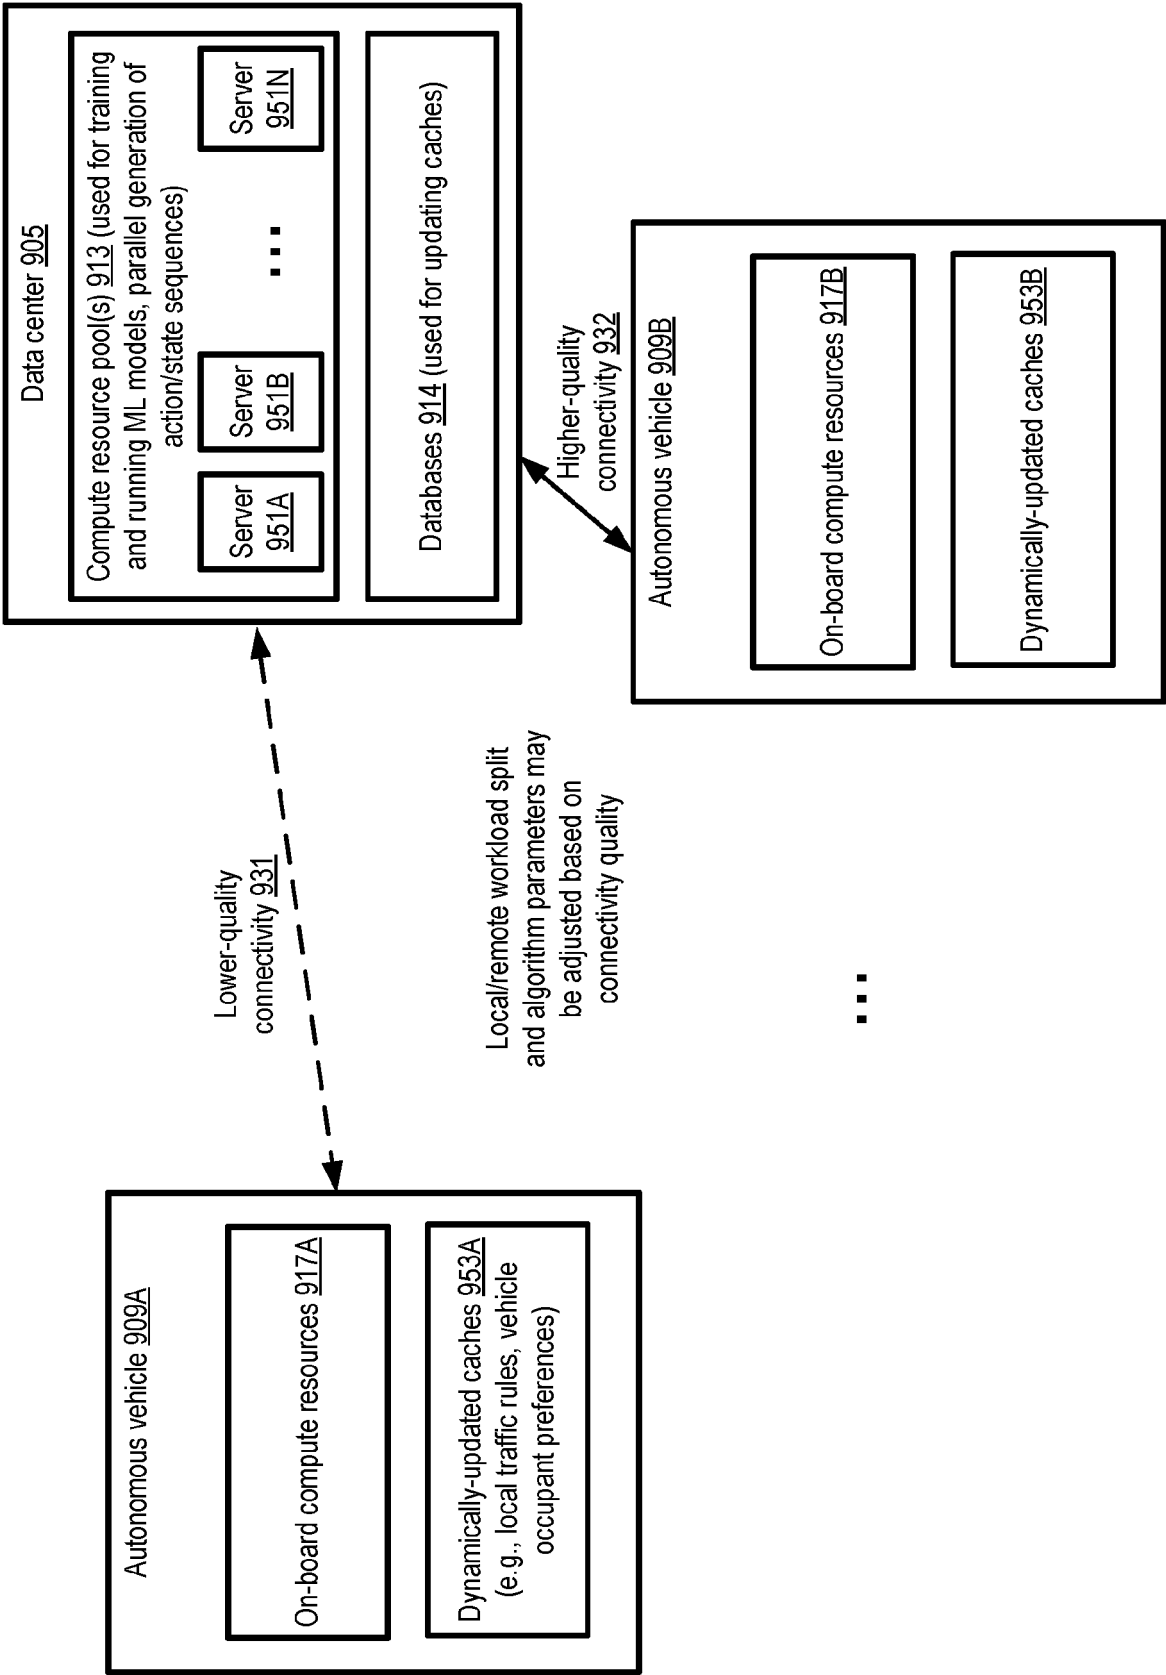 Data center 905
Compute resource pool(s) 913 (used for training
and running ML models, parallel generation of
action/state sequences)
Server
951A
Server
951B
...
Server
951N
Databases 914 (used for updating caches)
Lower-quality
connectivity 931
Higher-quality
connectivity 932
Local/remote workload split
and algorithm parameters may
be adjusted based on
connectivity quality
Autonomous vehicle 909A
On-board compute resources 917A
Dynamically-updated caches 953A
(e.g., local traffic rules, vehicle
occupant preferences)
...
Autonomous vehicle 909B
On-board compute resources 917B
Dynamically-updated caches 953B